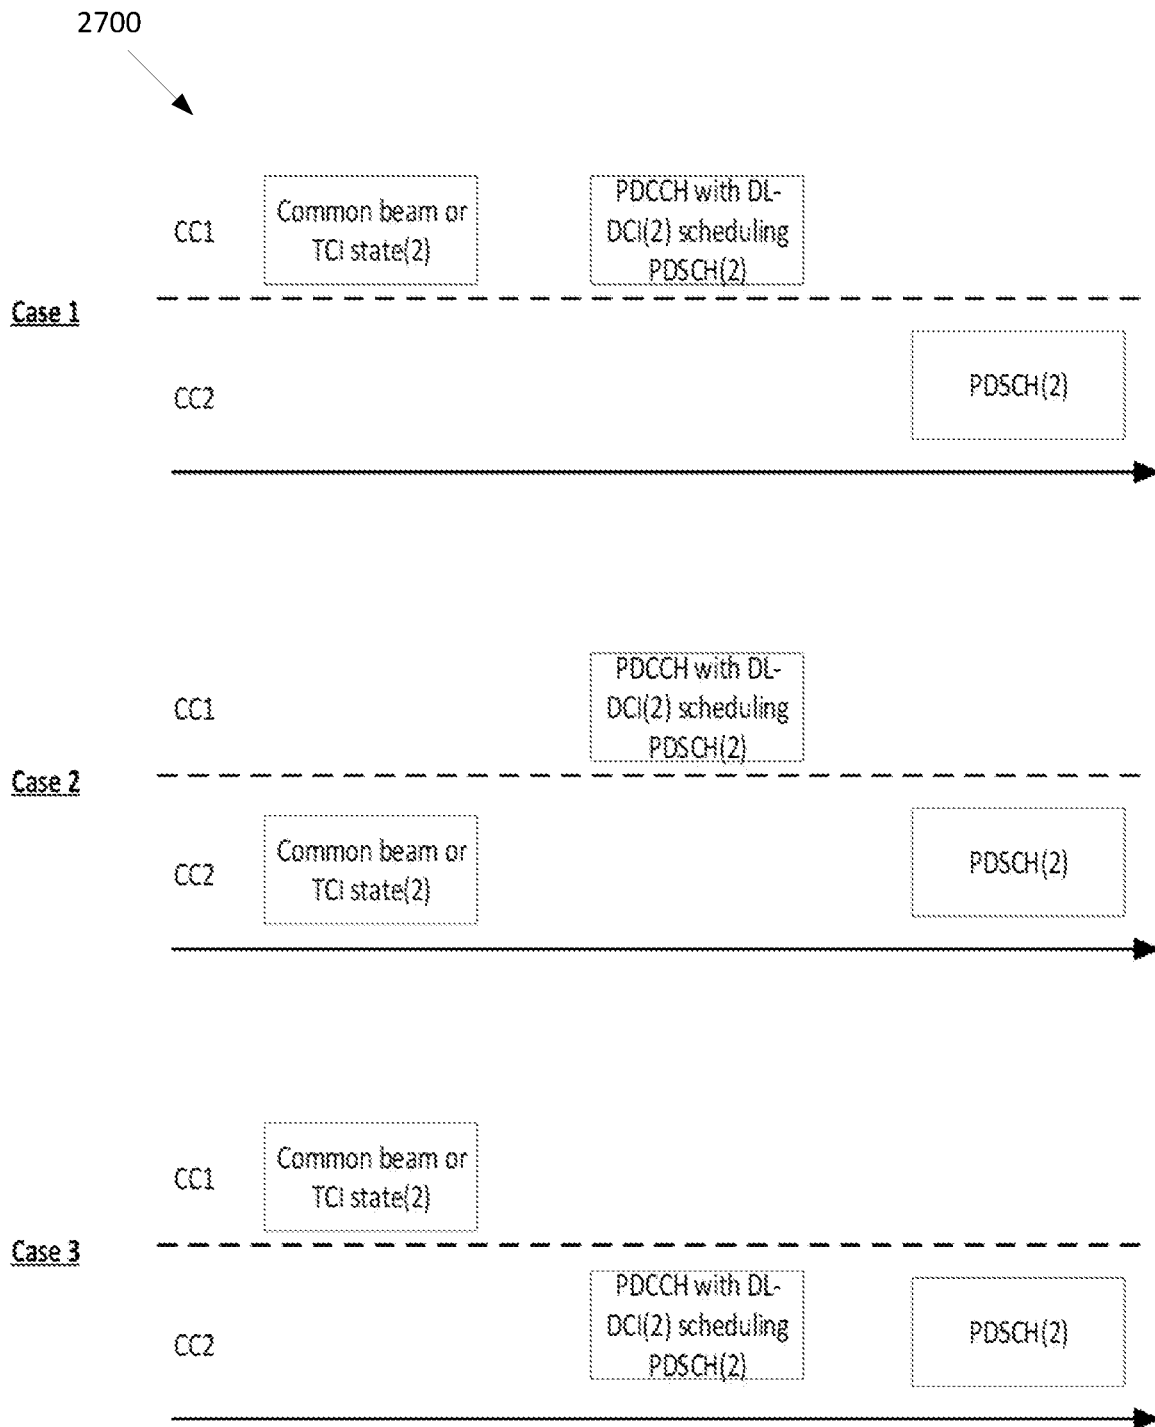 2700
CC1
Common beam or
TCI state(2)
PDCCH with DL-
DCI(2) scheduling
PDSCH(2)
Case 1
CC2
PDSCH(2)
CC1
PDCCH with DL-
DCI(2) scheduling
PDSCH(2)
Case 2
CC2
Common beam or
TCI state(2)
PDSCH(2)
CC1
Common beam or
TCI state(2)
Case 3
CC2
PDCCH with DL-
DCI(2) scheduling
PDSCH(2)
PDSCH(2)